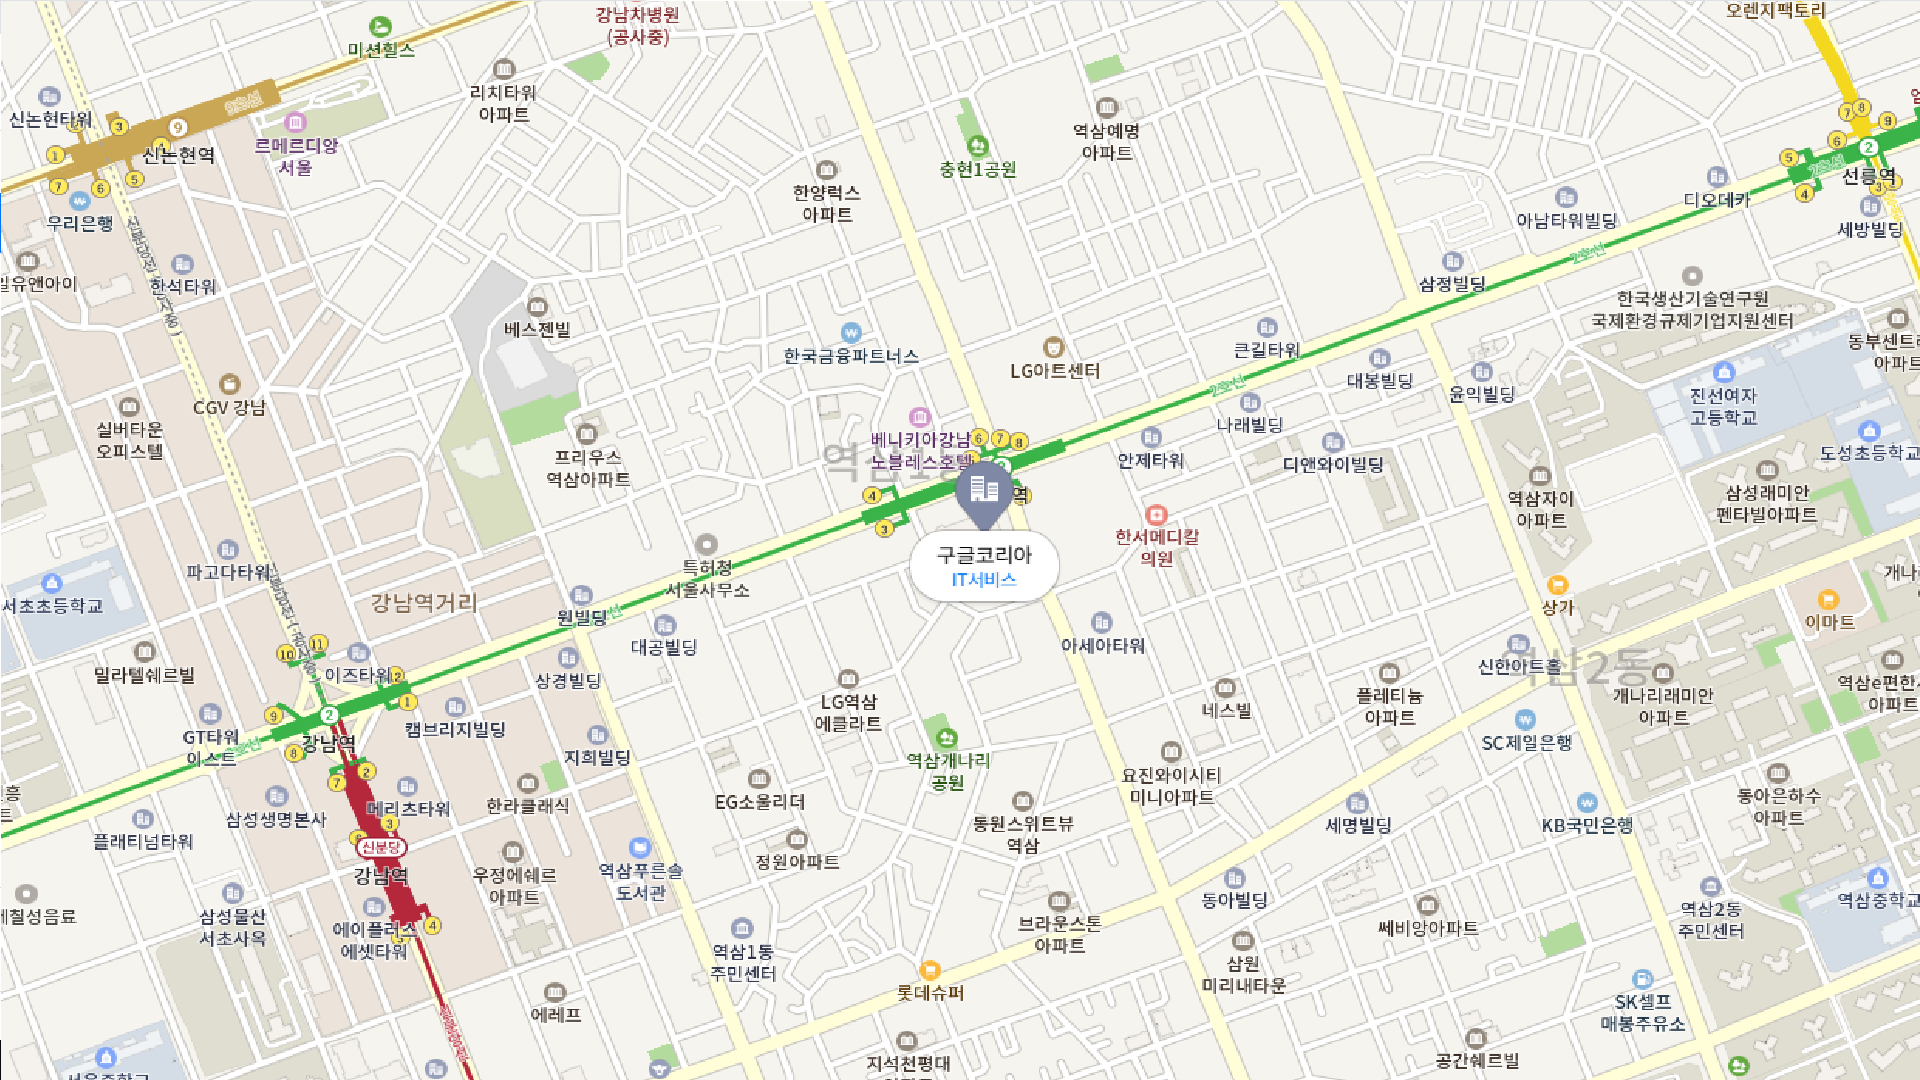 강남차병원
(공사중)
오렌지팩토리
미션힐스
리치타워
아파트
신논현타워
9호선
9
신논현역
르메르디앙
서울
역삼예명
아파트
충현1공원
한양럭스
아파트
우리은행
선릉역
2호선
디오데카
아남타워빌딩
세방빌딩
한석타워
일유앤아이
삼정빌딩
한국생산기술연구원
국제환경규제기업지원센터
베스젠빌
한국금융파트너스
LG아트센터
큰길타워
대봉빌딩
윤익빌딩
동부센트레
아파트
진선여자
고등학교
CGV 강남
실버타운
오피스텔
프리우스
역삼아파트
베니키아강남
노블레스호텔
나래빌딩
안제타워
디앤와이빌딩
도성초등학교
역삼자이
아파트
삼성래미안
펜타빌아파트
한서메디칼
의원
구글코리아
IT서비스
특허청
서울사무소
파고다타워
서초초등학교
강남역거리
원빌딩
대공빌딩
아세아타워
상가
이마트
밀라텔쉐르빌
이즈타워
상경빌딩
신한아트홀
역삼2동
개나리래미안
아파트
역삼e편한
아파트
LG역삼
에클라트
네스빌
플래티늄
아파트
GT타워
이스트
강남역
캠브리지빌딩
지희빌딩
SC제일은행
역삼개나리
공원
요진와이시티
미니아파트
EG소울리더
한라클래식
메리츠타워
삼성생명본사
플래티넘타워
동원스위트뷰
역삼
세명빌딩
KB국민은행
동아은하수
아파트
신분당
강남역
정원아파트
우정에쉐르
아파트
역삼푸른솔
도서관
동아빌딩
역삼중학교
칠성음료
삼성물산
서초사옥
에이플러스
에셋타워
브라운스톤
아파트
쌔비앙아파트
역삼2동
주민센터
역삼1동
주민센터
삼원
미리내타운
롯데슈퍼
에레프
SK셀프
매봉주유소
지석천평대
공간쉐르빌